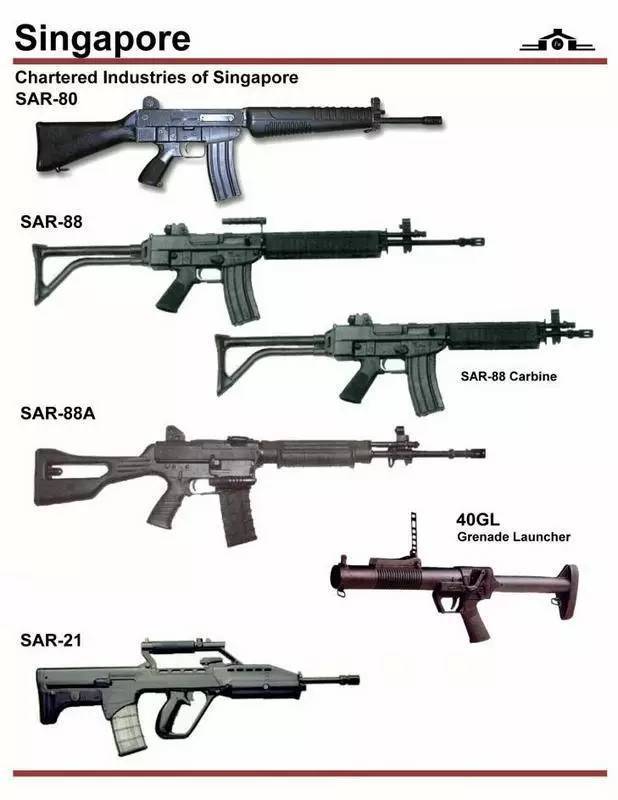 Singapore
Chartered Industries of Singapore
SAR-80
SAR-88
SAR-88 Carbine
SAR-88A
40GL
Grenade Launcher
SAR-21